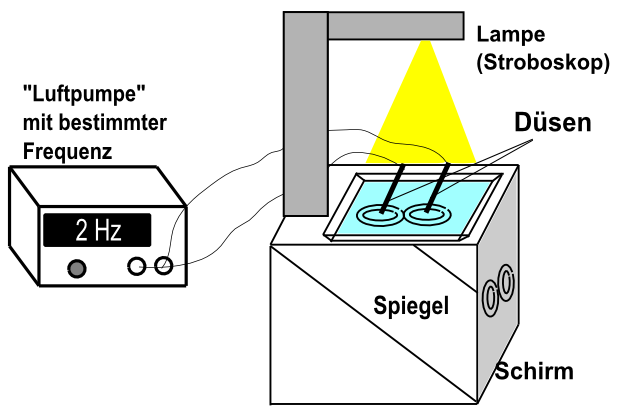 Lampe
(Stroboskop)
"Luftpumpe"
mit bestimmter
Frequenz
Düsen
2 Hz
Spiegel
Schirm